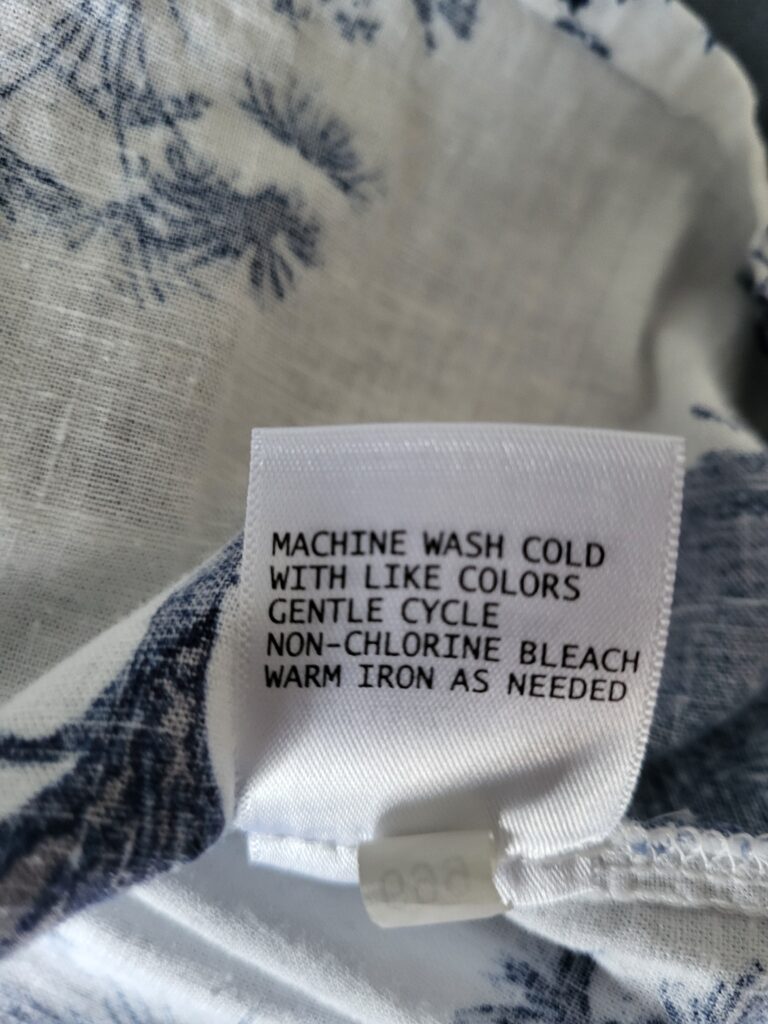 MACHINE WASH COLD
WITH LIKE COLORS
GENTLE CYCLE
NON-CHLORINE BLEACH
WARM IRON AS NEEDED